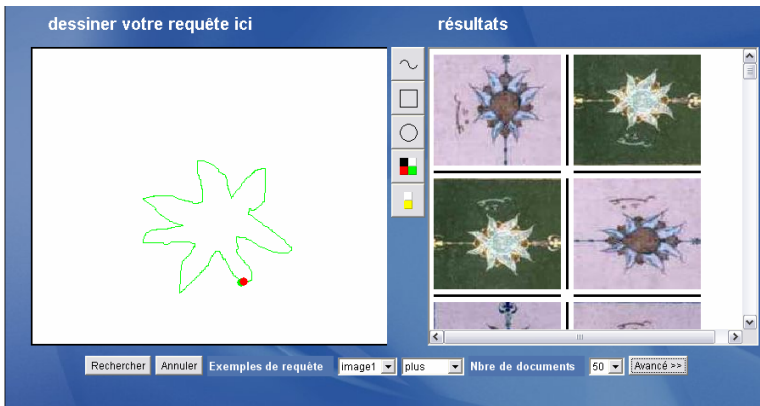 dessiner votre requête ici
résultats
Rechercher Annuler Exemples de requête image1 plus Nbre de documents 50 Avancé >>